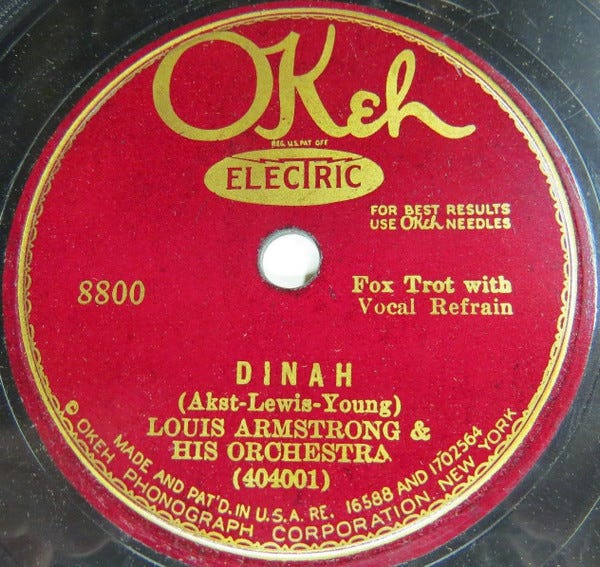 OKeh
REG. U.S. PAT. OFF.
ELECTRIC
FOR BEST RESULTS
USE OKeh NEEDLES
8800
Fox Trot with
Vocal Refrain
DINAH
(Akst-Lewis-Young)
LOUIS ARMSTRONG &
HIS ORCHESTRA
(404001)
MADE AND PAT'D. IN U.S.A. RE. 16588 AND 1702564
© OKEH PHONOGRAPH CORPORATION, NEW YORK